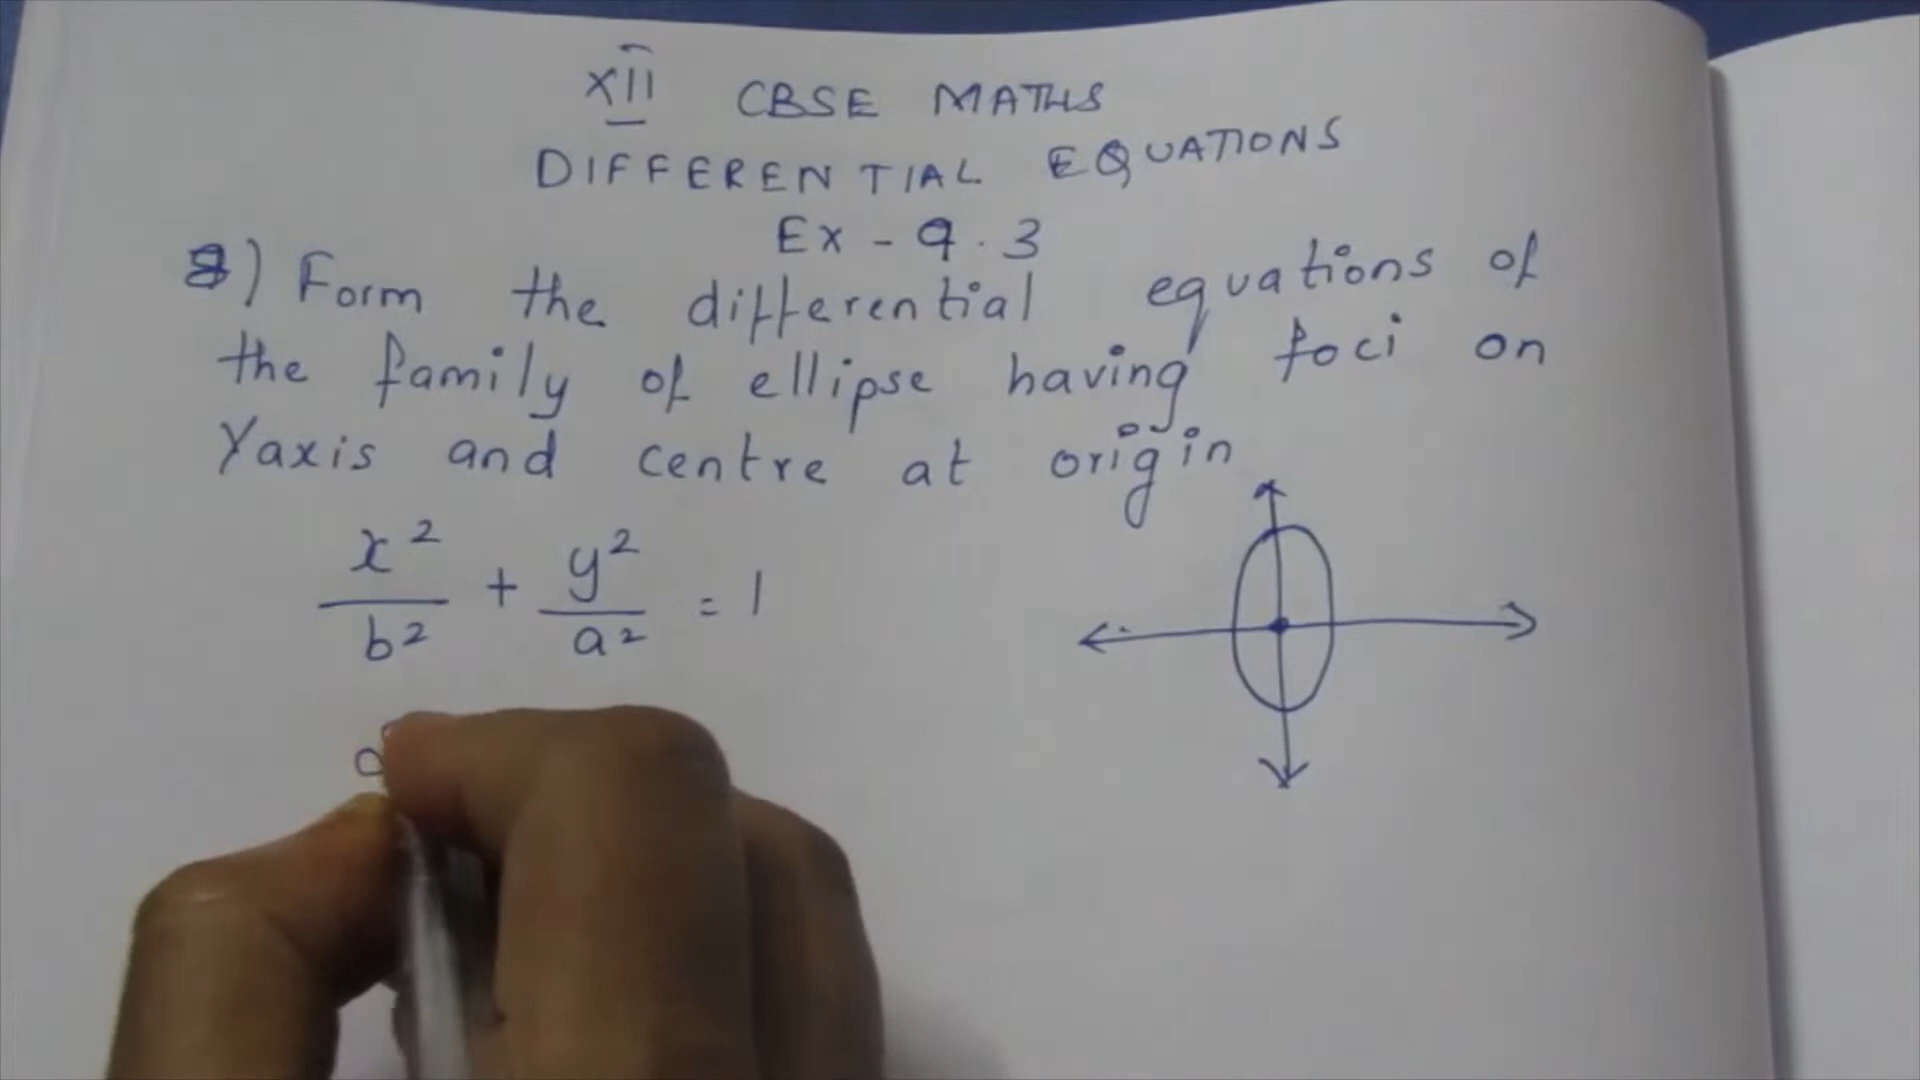 XII CBSE MATHS
DIFFERENTIAL EQUATIONS
Ex - 9.3
8) Form the differential equations of
the family of ellipse having foci on
Yaxis and centre at origin
x²/b² + y²/a² = 1